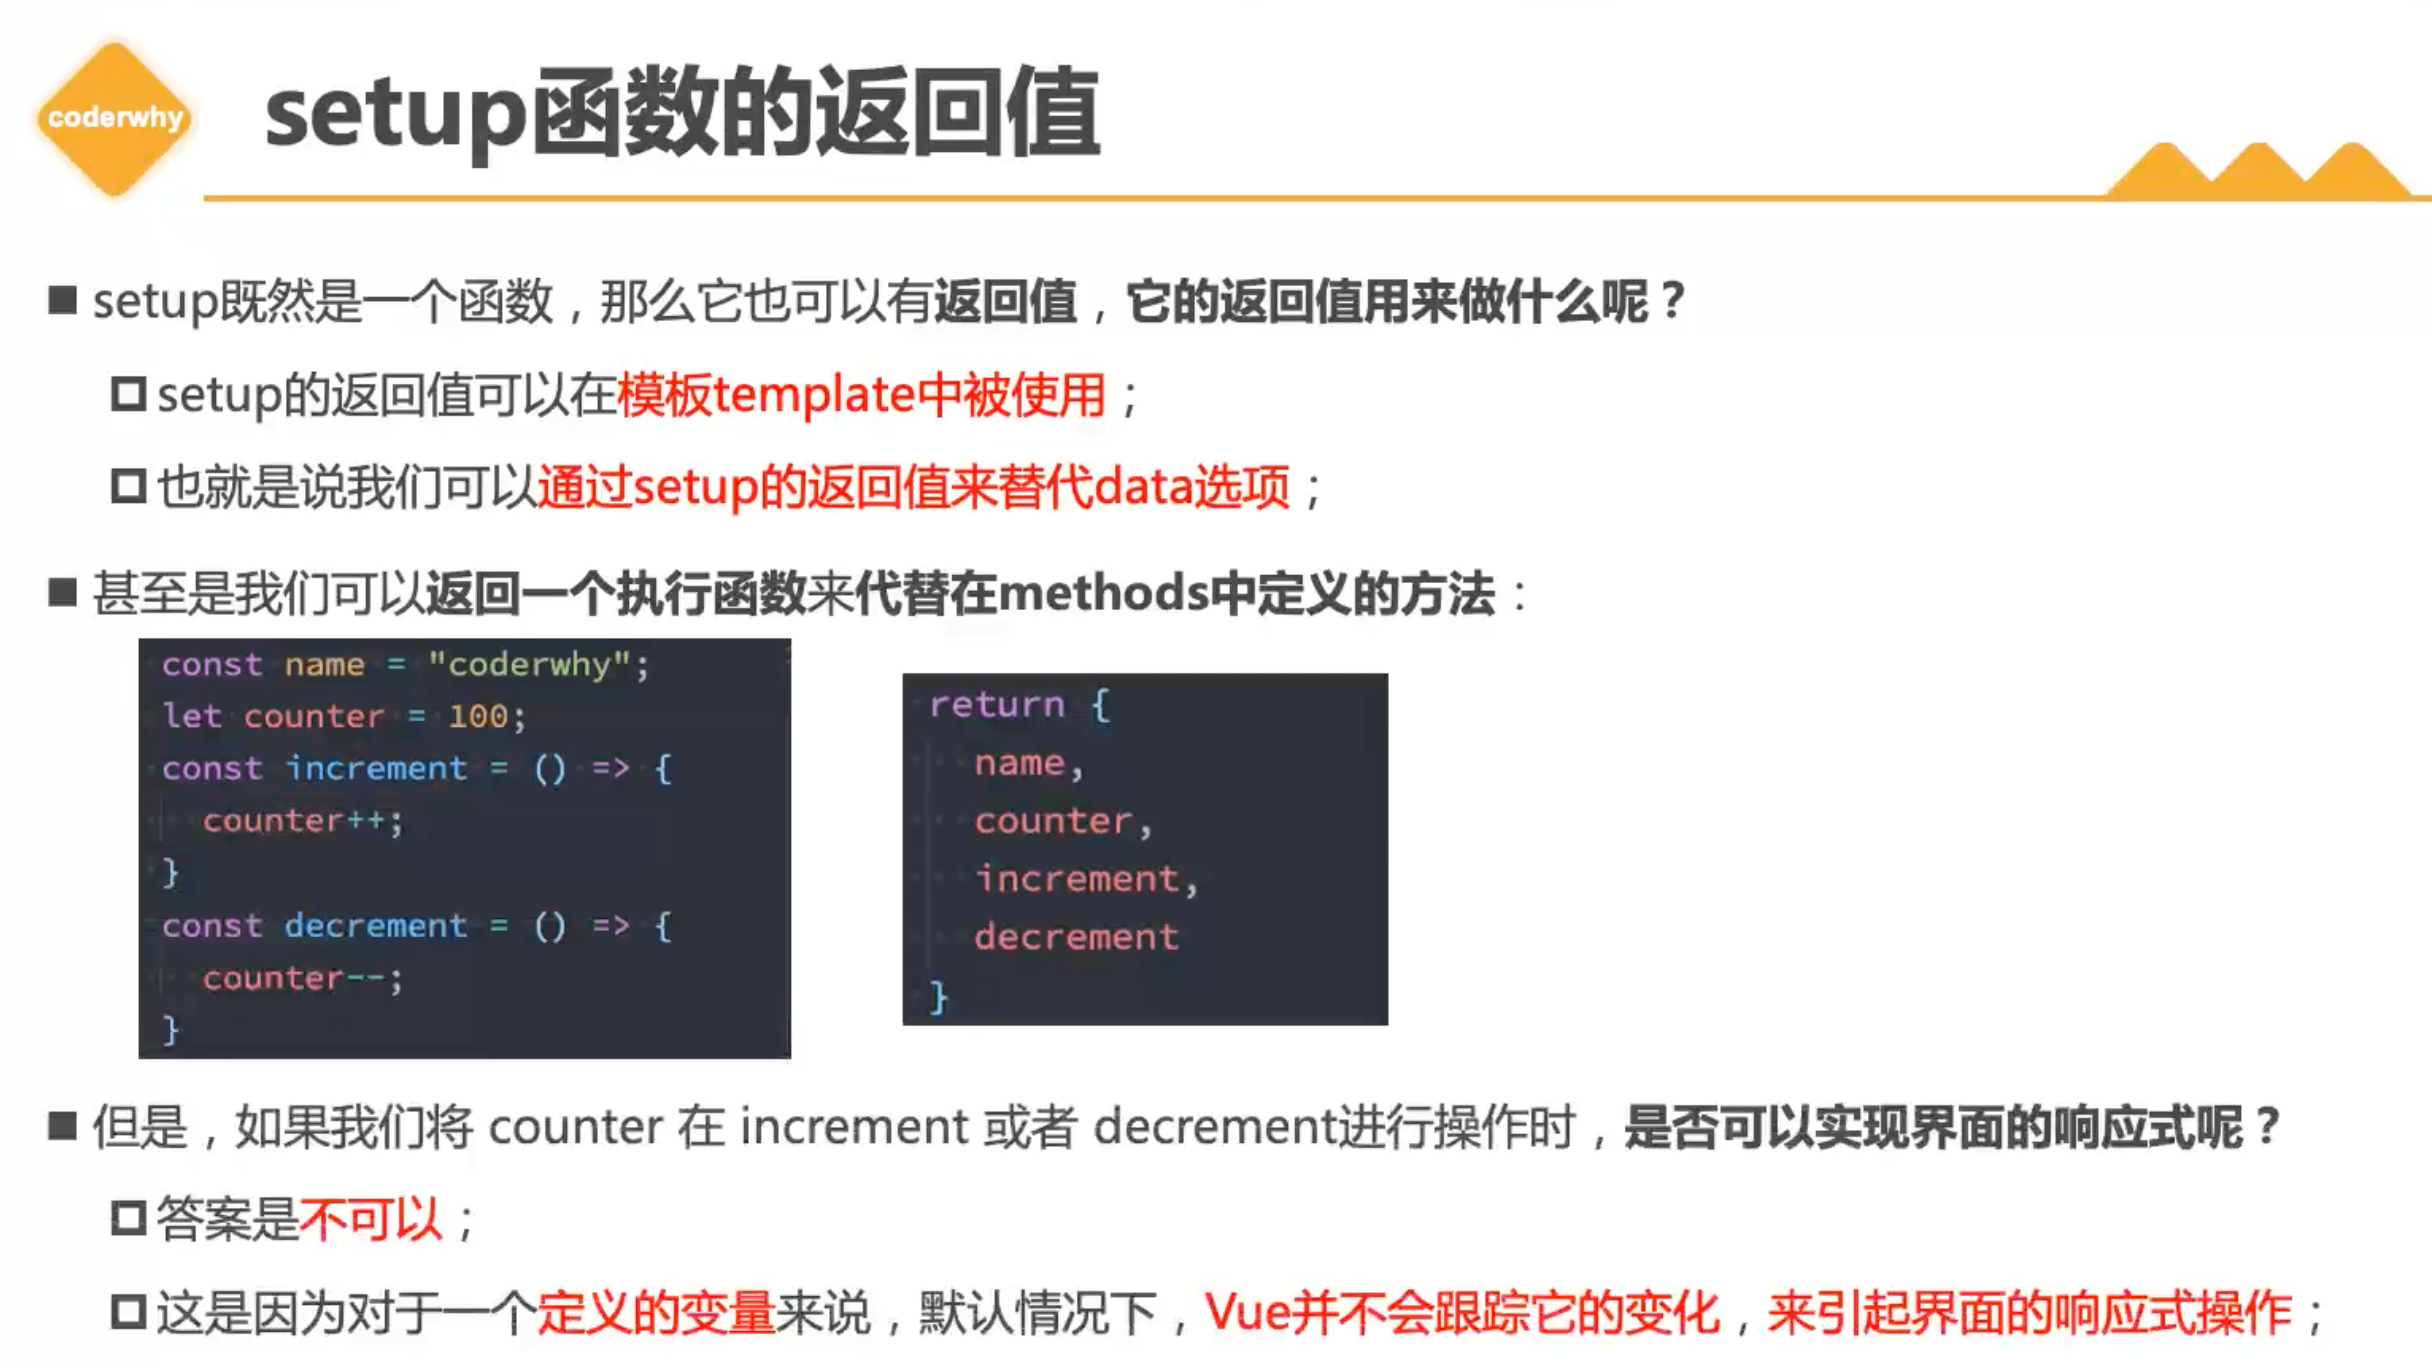 coderwhy
setup函数的返回值
setup既然是一个函数，那么它也可以有返回值，它的返回值用来做什么呢？
setup的返回值可以在模板template中被使用；
也就是说我们可以通过setup的返回值来替代data选项；
甚至是我们可以返回一个执行函数来代替在methods中定义的方法：
const name = "coderwhy";
let counter = 100;
const increment = () => {
counter++;
}
const decrement = () => {
counter--;
}
return {
name,
counter,
increment,
decrement
}
但是，如果我们将 counter 在 increment 或者 decrement进行操作时，是否可以实现界面的响应式呢？
答案是不可以；
这是因为对于一个定义的变量来说，默认情况下，Vue并不会跟踪它的变化，来引起界面的响应式操作；